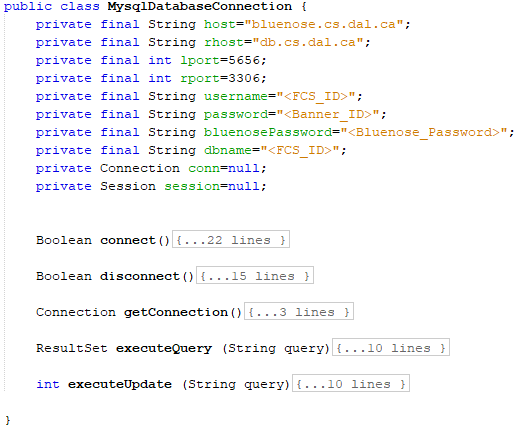 public class MysqlDatabaseConnection {
private final String host="bluenose.cs.dal.ca";
private final String rhost="db.cs.dal.ca";
private final int lport=5656;
private final int rport=3306;
private final String username="<FCS_ID>";
private final String password="<Banner_ID>";
private final String bluenosePassword="<Bluenose_Password>";
private final String dbname="<FCS_ID>";
private Connection conn=null;
private Session session=null;
Boolean connect(){...22 lines }
Boolean disconnect(){...15 lines }
Connection getConnection(){...3 lines }
ResultSet executeQuery (String query){...10 lines }
int executeUpdate (String query){...10 lines }
}